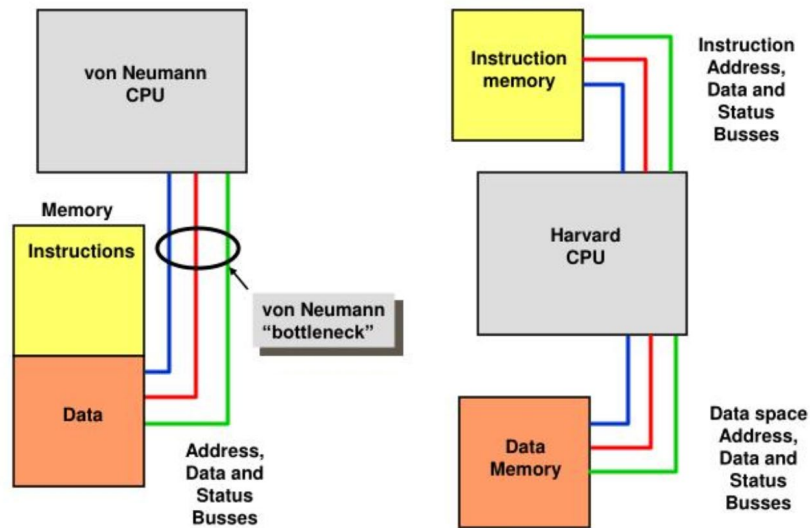 von Neumann
CPU
Memory
Instructions
Data
von Neumann
“bottleneck”
Address,
Data and
Status
Busses
Instruction
memory
Instruction
Address,
Data and
Status
Busses
Harvard
CPU
Data
Memory
Data space
Address,
Data and
Status
Busses